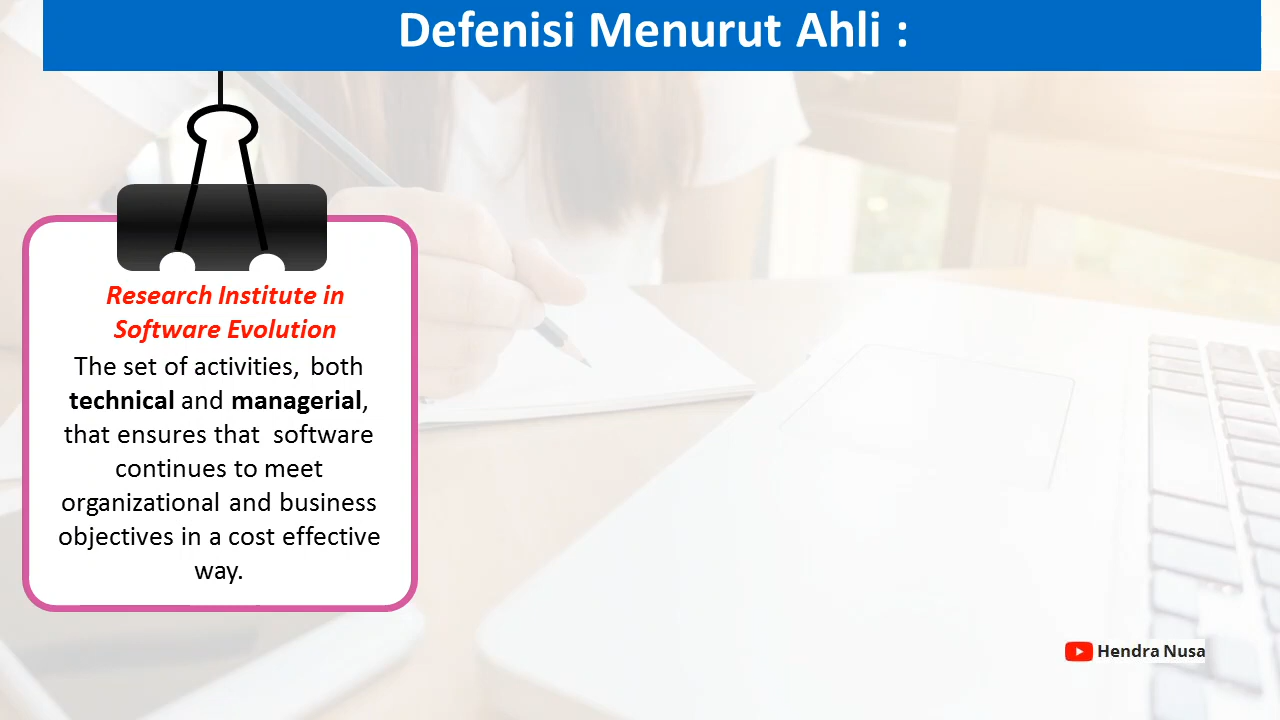 Defenisi Menurut Ahli :
Research Institute in
Software Evolution
The set of activities, both
technical and managerial,
that ensures that software
continues to meet
organizational and business
objectives in a cost effective
way.
Hendra Nusa